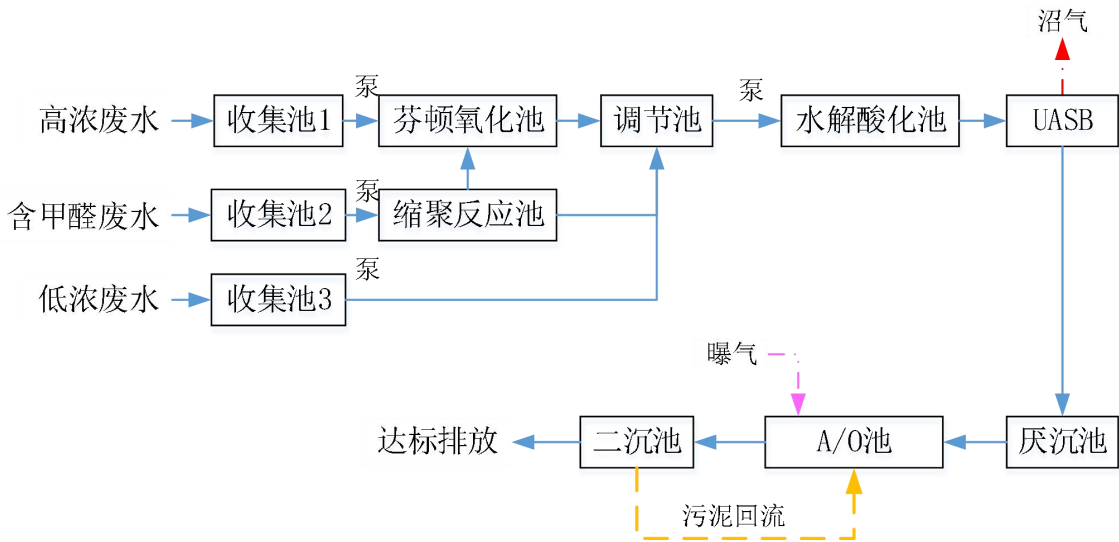 沼气
高浓废水
收集池1
泵
芬顿氧化池
调节池
泵
水解酸化池
UASB
含甲醛废水
收集池2
泵
缩聚反应池
低浓废水
收集池3
泵
曝气
达标排放
二沉池
A/O池
厌沉池
污泥回流